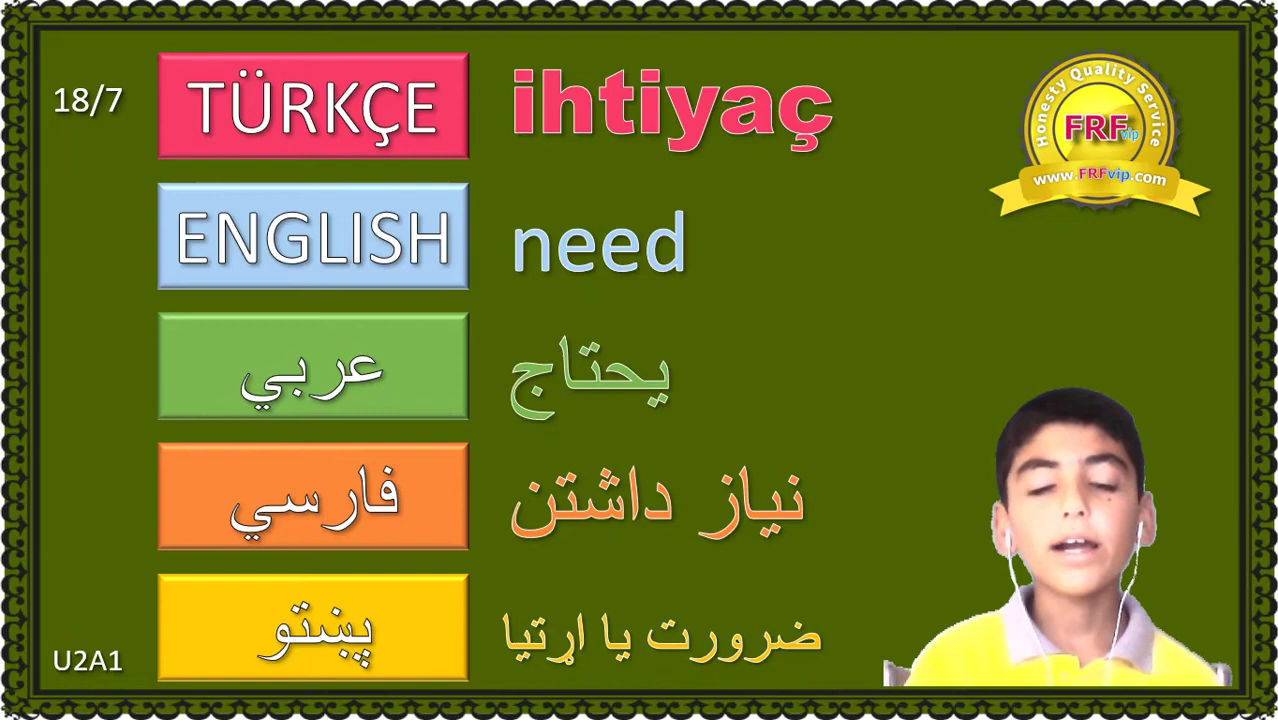 18/7
TÜRKÇE
ihtiyaç
Honesty Quality Service
FRFvip
www.FRFvip.com
ENGLISH
need
عربي
يحتاج
فارسي
نياز داشتن
پښتو
ضرورت يا اړتيا
U2A1